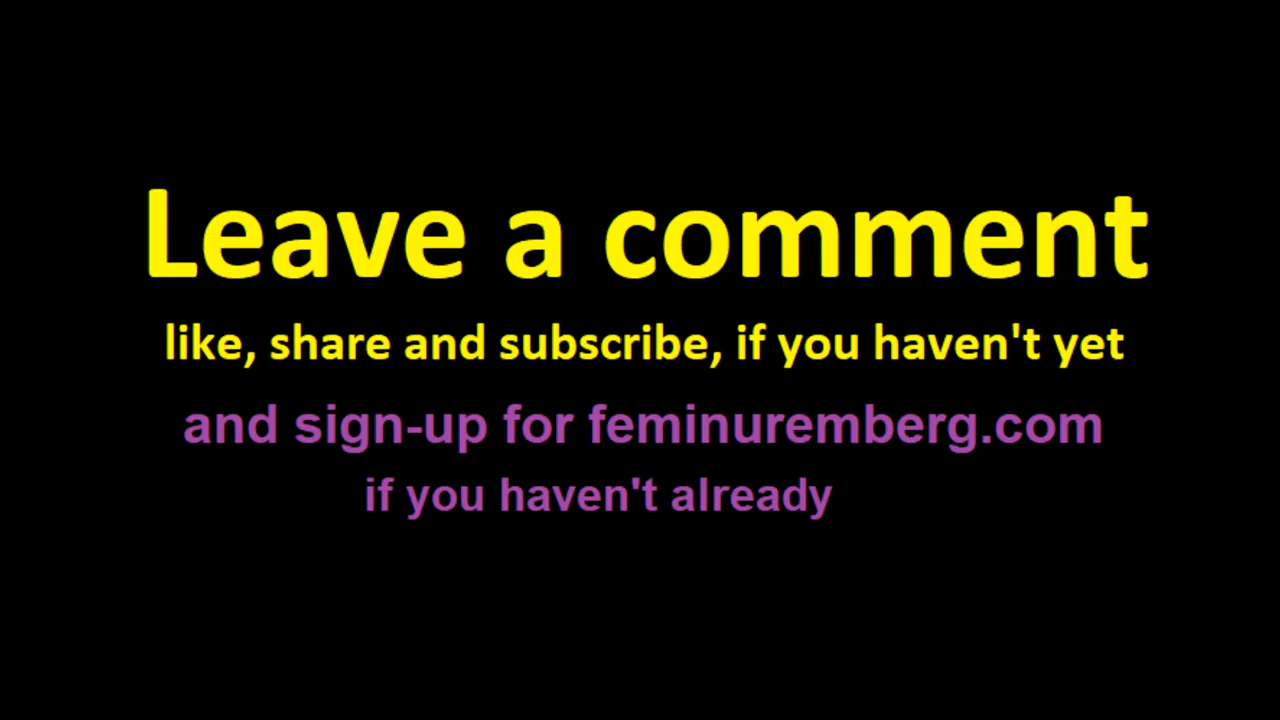 Leave a comment
like, share and subscribe, if you haven't yet
and sign-up for feminuremberg.com
if you haven't already